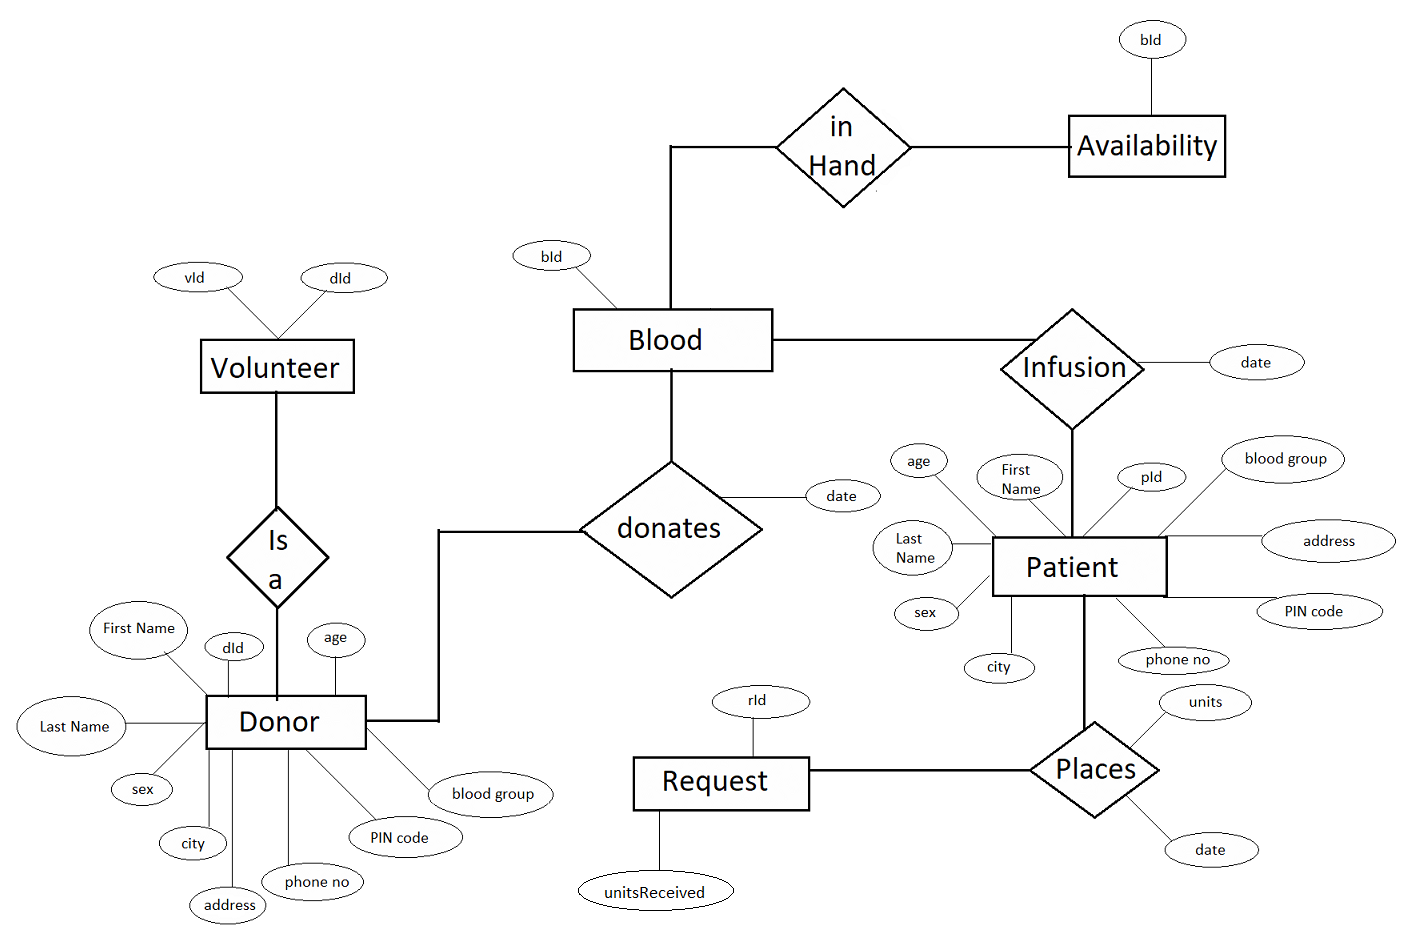 bId
in
Hand
Availability
bId
vId
dId
Blood
Volunteer
Infusion
date
age
First
Name
pId
blood group
date
donates
Last
Name
address
Is
a
Patient
sex
PIN code
First Name
dId
age
city
phone no
rId
units
Last Name
Donor
Request
Places
sex
blood group
city
PIN code
date
phone no
address
unitsReceived